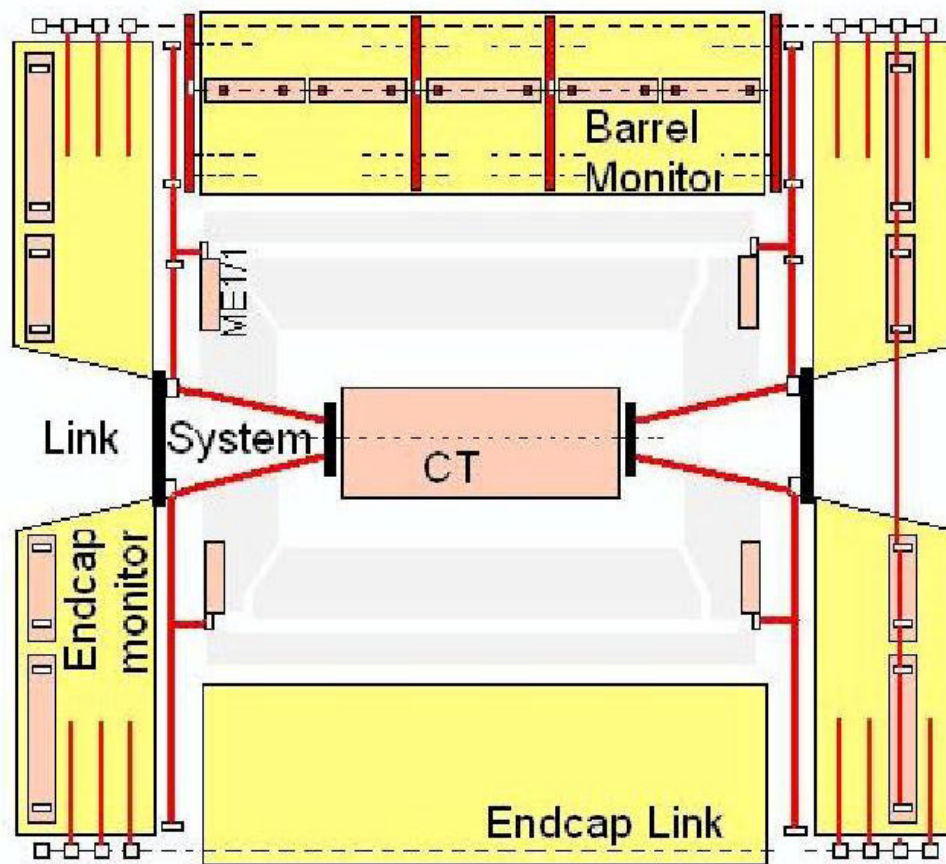 Barrel
Monitor
ME1/1
Link System
CT
Endcap
monitor
Endcap Link